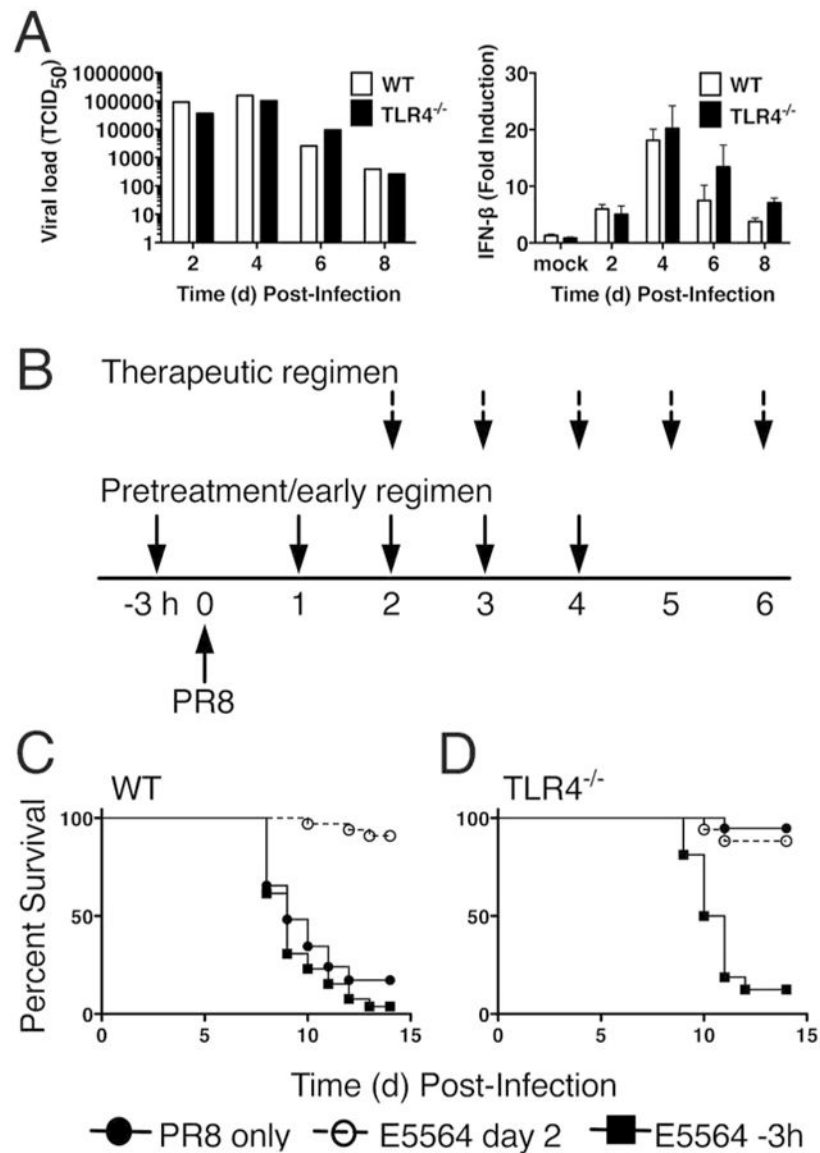 A
Viral load (TCID50)
1000000
100000
10000
1000
100
10
1
2 4 6 8
Time (d) Post-Infection
WT
TLR4-/-
IFN-β (Fold Induction)
30
20
10
0
mock 2 4 6 8
Time (d) Post-Infection
WT
TLR4-/-
B
Therapeutic regimen
Pretreatment/early regimen
-3 h 0 1 2 3 4 5 6
PR8
C
WT
Percent Survival
100
50
0
0 5 10 15
D
TLR4-/-
100
50
0
0 5 10 15
Time (d) Post-Infection
PR8 only E5564 day 2 E5564 -3h